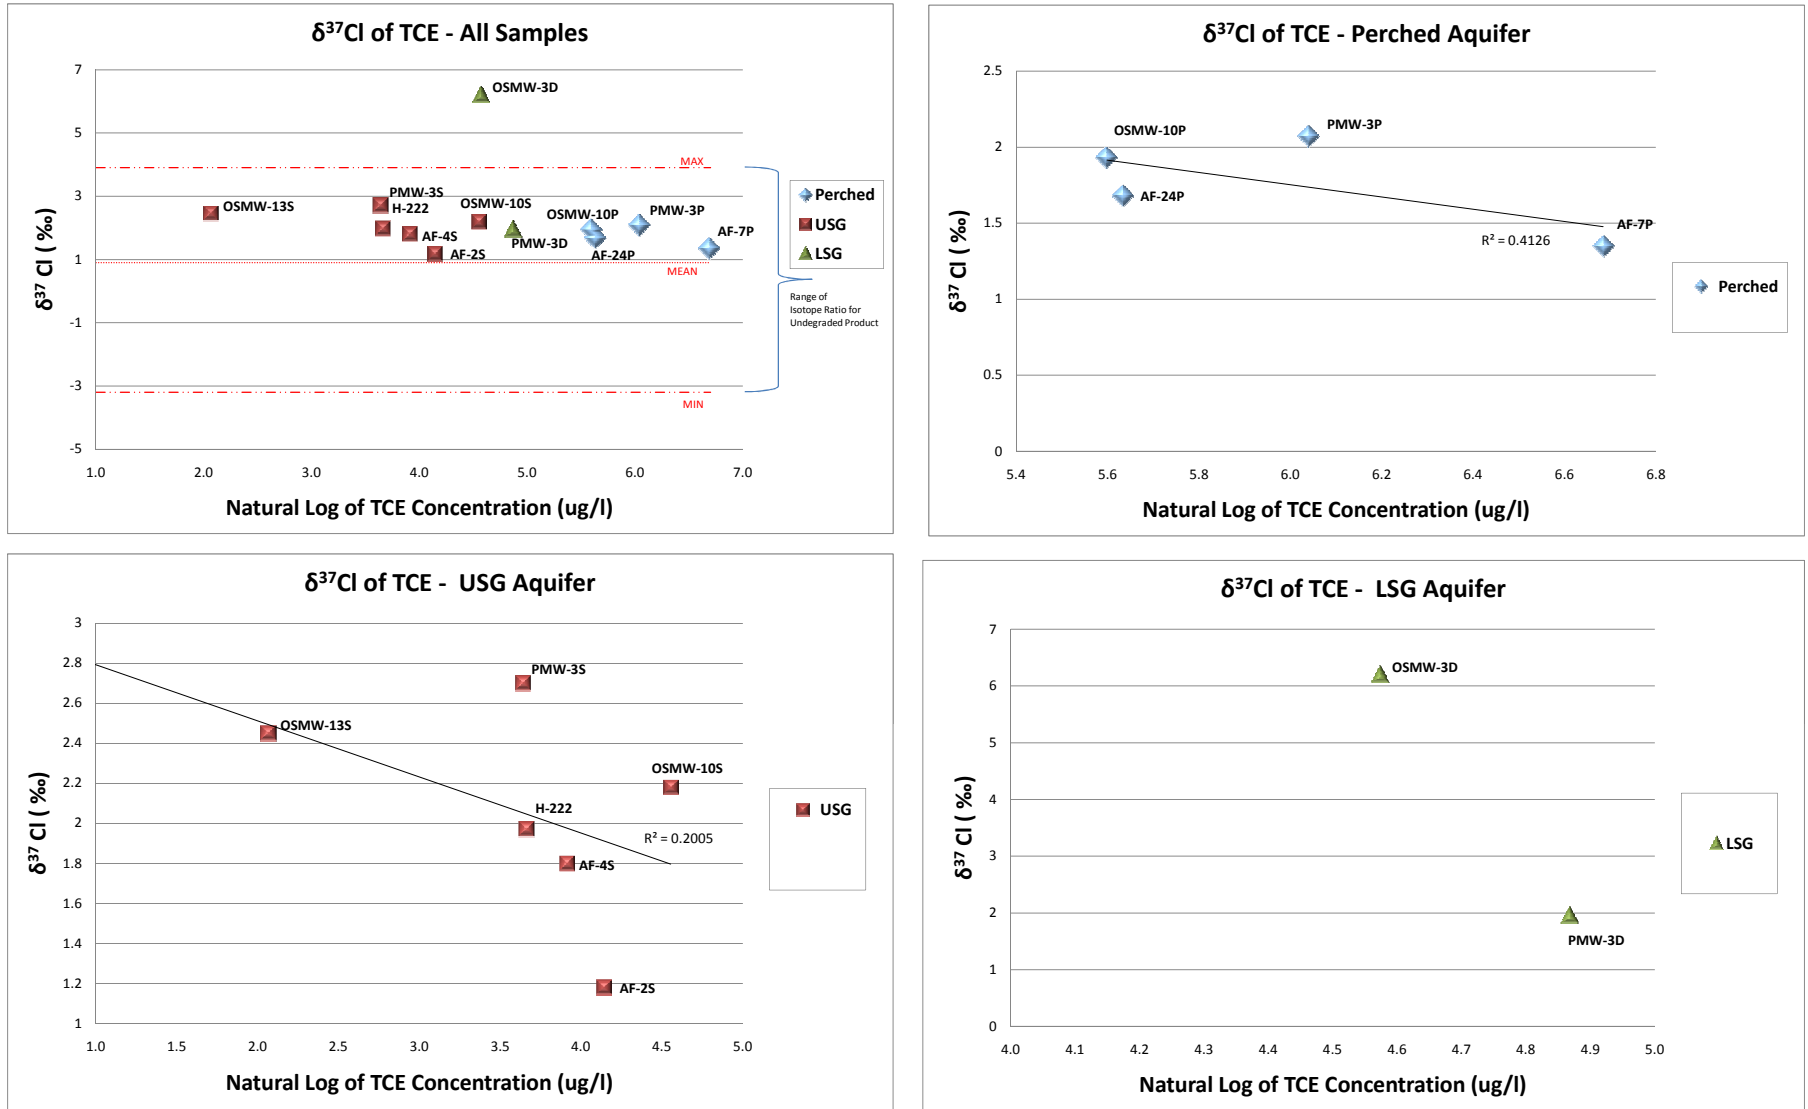 δ³⁷Cl of TCE - All Samples
7
5
3
1
-1
-3
-5
δ³⁷ Cl ( ‰)
OSMW-3D
MAX
PMW-3S
H-222
OSMW-13S
OSMW-10S
OSMW-10P
PMW-3P
AF-4S
PMW-3D
AF-7P
AF-2S
AF-24P
MEAN
MIN
Perched
USG
LSG
Range of
Isotope Ratio for
Undegraded Product
1.0 2.0 3.0 4.0 5.0 6.0 7.0
Natural Log of TCE Concentration (ug/l)
δ³⁷Cl of TCE - Perched Aquifer
2.5
2
1.5
1
0.5
0
δ³⁷ Cl ( ‰)
OSMW-10P
PMW-3P
AF-24P
AF-7P
R² = 0.4126
Perched
5.4 5.6 5.8 6.0 6.2 6.4 6.6 6.8
Natural Log of TCE Concentration (ug/l)
δ³⁷Cl of TCE - USG Aquifer
3
2.8
2.6
2.4
2.2
2
1.8
1.6
1.4
1.2
1
δ³⁷ Cl ( ‰)
PMW-3S
OSMW-13S
OSMW-10S
H-222
R² = 0.2005
AF-4S
AF-2S
USG
1.0 1.5 2.0 2.5 3.0 3.5 4.0 4.5 5.0
Natural Log of TCE Concentration (ug/l)
δ³⁷Cl of TCE - LSG Aquifer
7
6
5
4
3
2
1
0
δ³⁷ Cl ( ‰)
OSMW-3D
PMW-3D
LSG
4.0 4.1 4.2 4.3 4.4 4.5 4.6 4.7 4.8 4.9 5.0
Natural Log of TCE Concentration (ug/l)